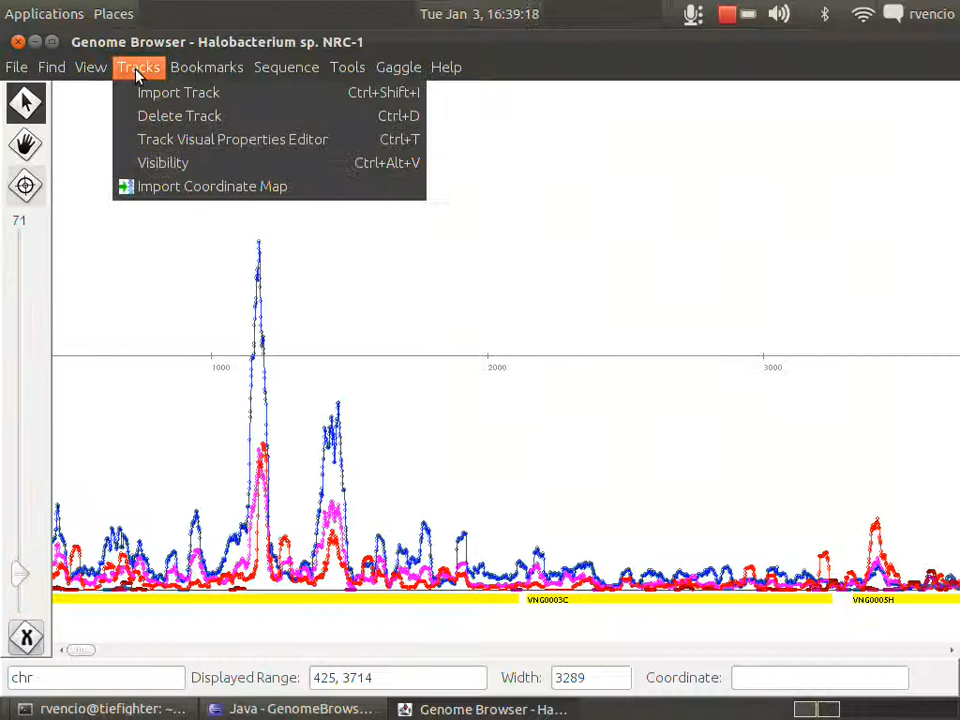 Applications Places Tue Jan 3, 16:39:18 rvencio
Genome Browser - Halobacterium sp. NRC-1
File Find View Tracks Bookmarks Sequence Tools Gaggle Help
Import Track Ctrl+Shift+I
Delete Track Ctrl+D
Track Visual Properties Editor Ctrl+T
Visibility Ctrl+Alt+V
Import Coordinate Map
71
1000 2000 3000
VNG0003C VNG0005H
X
chr Displayed Range: 425, 3714 Width: 3289 Coordinate:
rvencio@tiefighter: ~... Java - GenomeBrows... Genome Browser - Ha...